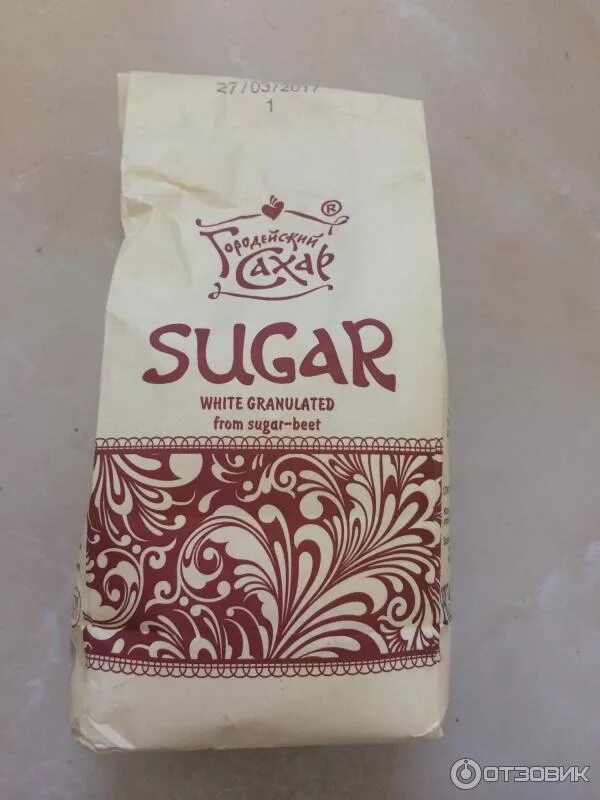 27/03/2017
1
®
Городейский
Сахар
SUGAR
WHITE GRANULATED
from sugar-beet
ОТЗОВИК